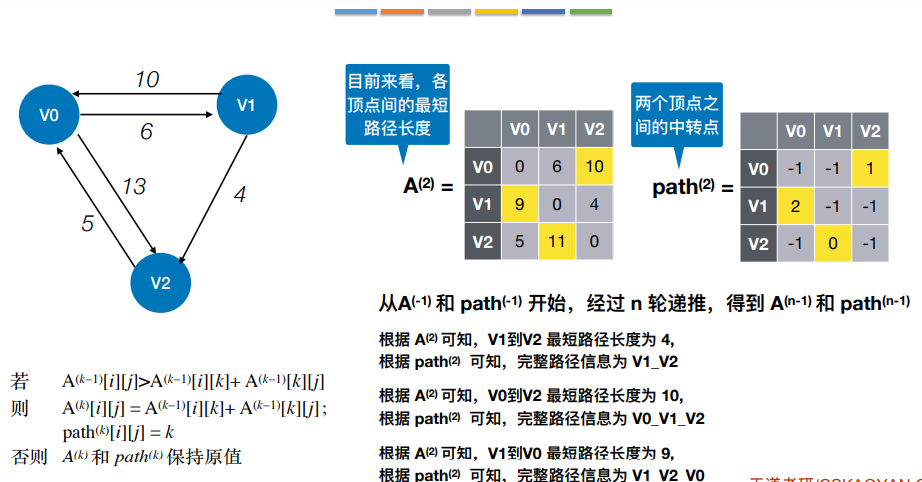 10
V0
V1
6
13
5
4
V2
目前来看，各
顶点间的最短
路径长度
A(2) =
V0 V1 V2
V0 0 6 10
V1 9 0 4
V2 5 11 0
两个顶点之
间的中转点
path(2) =
V0 V1 V2
V0 -1 -1 1
V1 2 -1 -1
V2 -1 0 -1
从A(-1) 和 path(-1) 开始，经过 n 轮递推，得到 A(n-1) 和 path(n-1)
根据 A(2) 可知，V1到V2 最短路径长度为 4,
根据 path(2) 可知，完整路径信息为 V1_V2
根据 A(2) 可知，V0到V2 最短路径长度为 10,
根据 path(2) 可知，完整路径信息为 V0_V1_V2
根据 A(2) 可知，V1到V0 最短路径长度为 9,
根据 path(2) 可知，完整路径信息为 V1_V2_V0
若 A(k−1)[i][j]>A(k−1)[i][k]+ A(k−1)[k][j]
则 A(k)[i][j] = A(k−1)[i][k]+ A(k−1)[k][j] ;
path(k)[i][j] = k
否则 A(k) 和 path(k) 保持原值